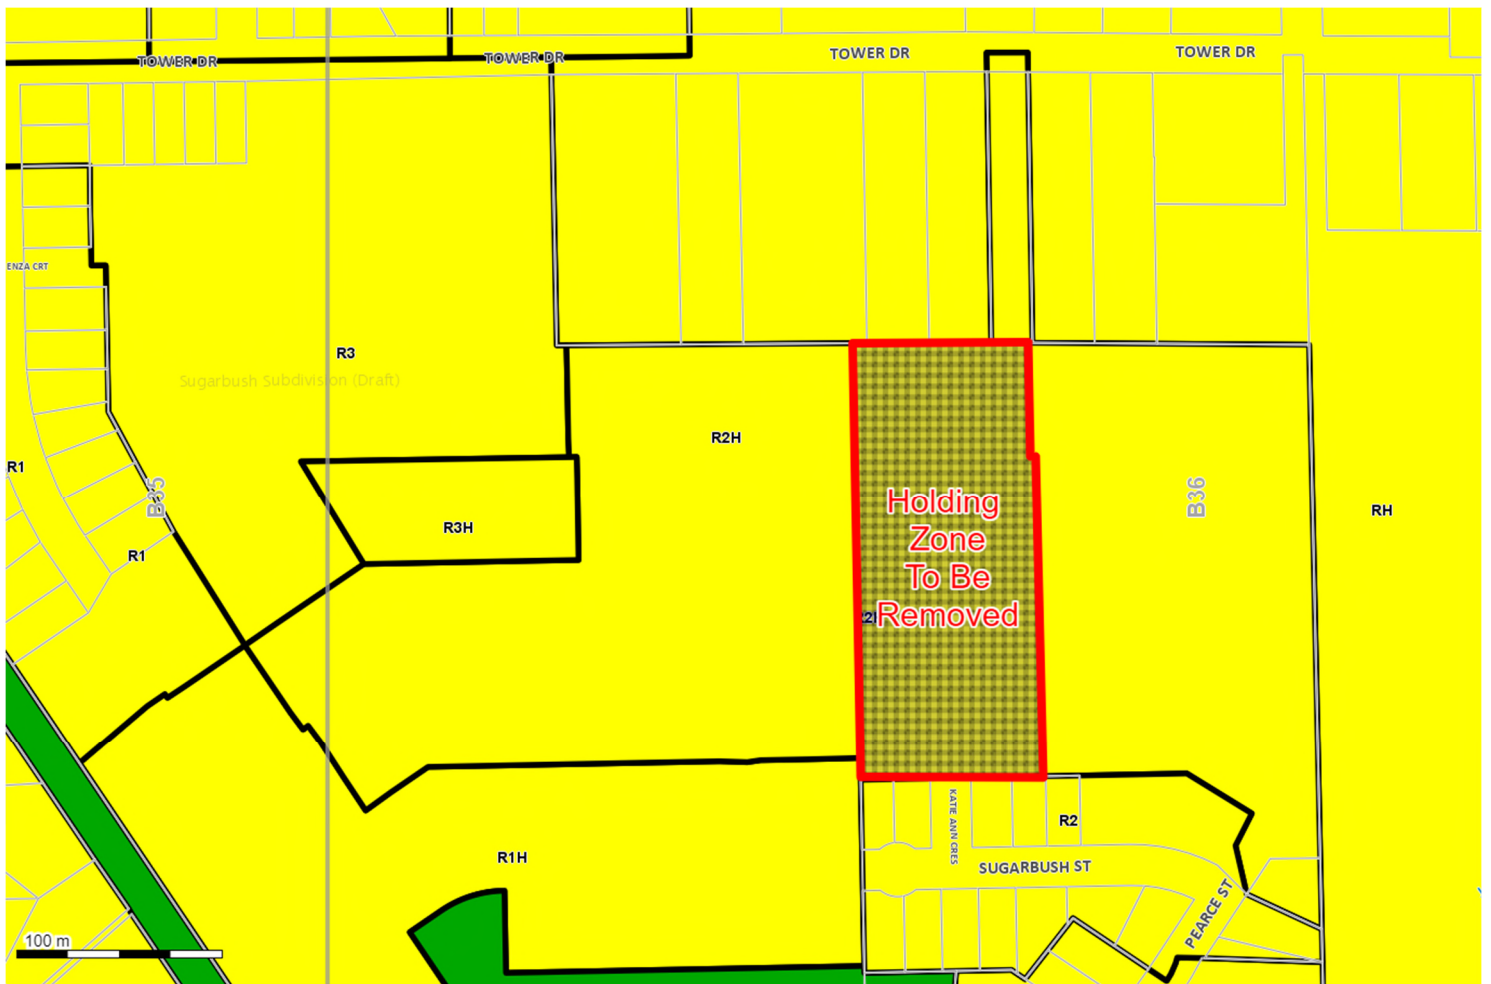 TOWER DR
TOWER DR
TOWER DR
TOWER DR
ENZA CRT
R3
Sugarbush Subdivision (Draft)
R2H
R1
B35
R3H
R1
Holding
Zone
To Be
Removed
B36
RH
R1H
KATIE ANN CRES
R2
SUGARBUSH ST
PEARCE ST
100 m